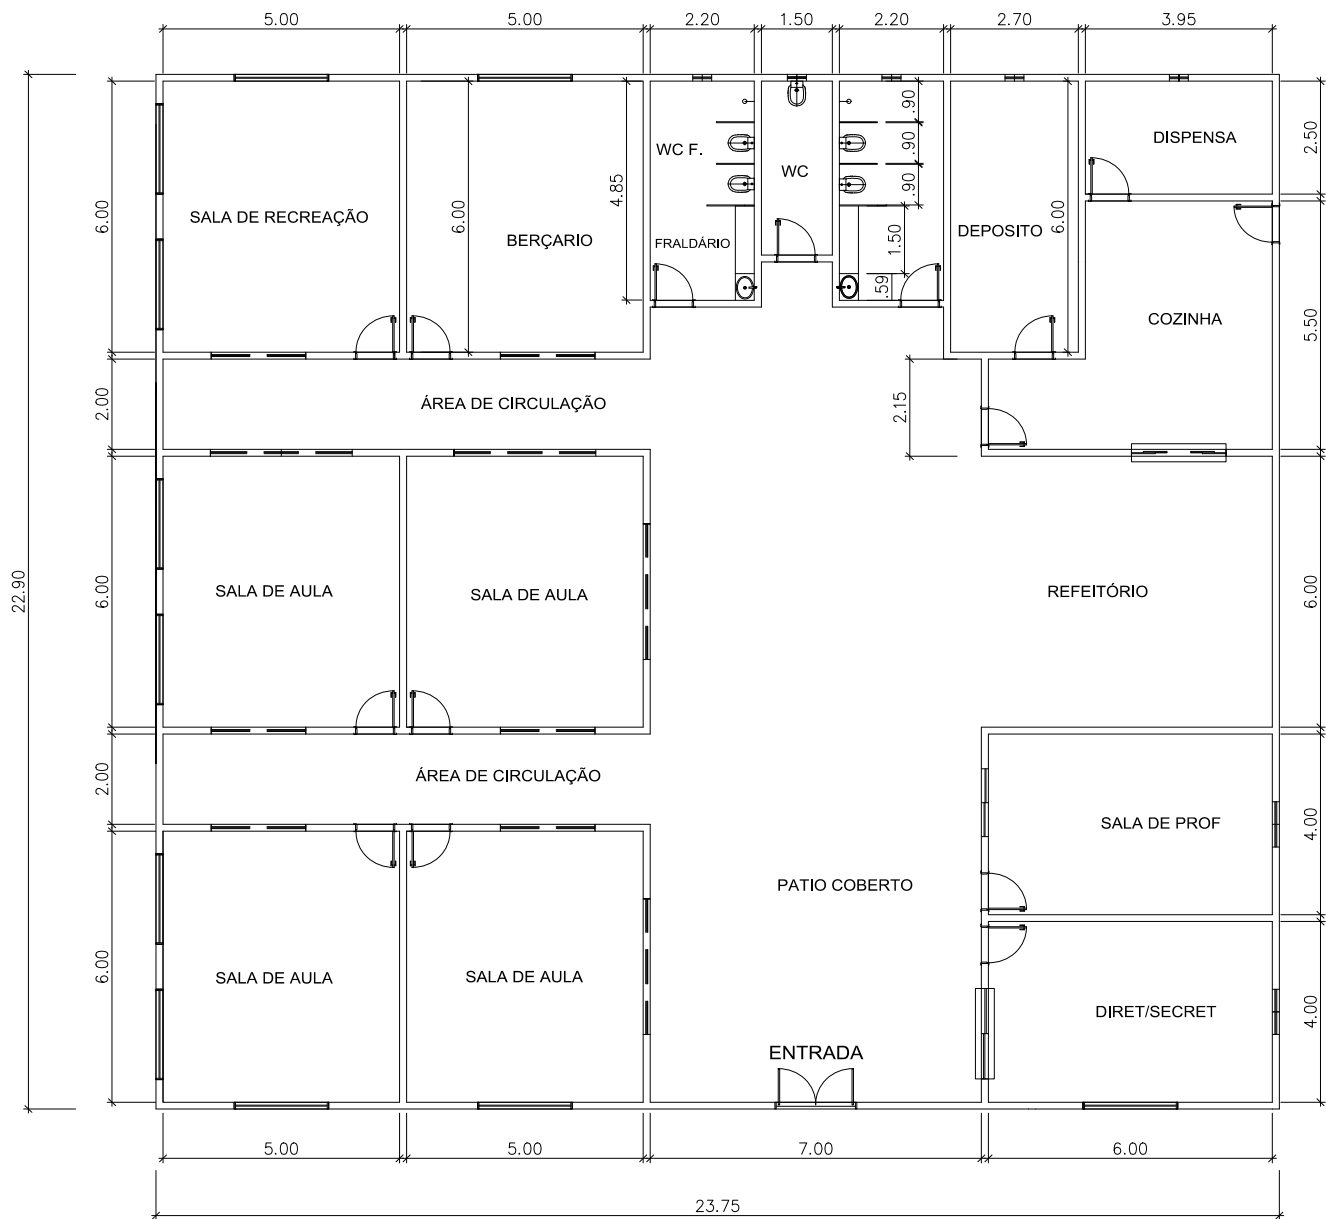 5.00 5.00 2.20 1.50 2.20 2.70 3.95
.90
DISPENSA
2.50
WC F.
.90
WC
4.85
.90
6.00
SALA DE RECREAÇÃO
6.00
BERÇARIO
FRALDÁRIO
1.50
DEPOSITO
6.00
.59
COZINHA
5.50
2.00
ÁREA DE CIRCULAÇÃO
2.15
22.90
6.00
SALA DE AULA
SALA DE AULA
REFEITÓRIO
6.00
2.00
ÁREA DE CIRCULAÇÃO
SALA DE PROF
4.00
PATIO COBERTO
6.00
SALA DE AULA
SALA DE AULA
DIRET/SECRET
4.00
ENTRADA
5.00 5.00 7.00 6.00
23.75